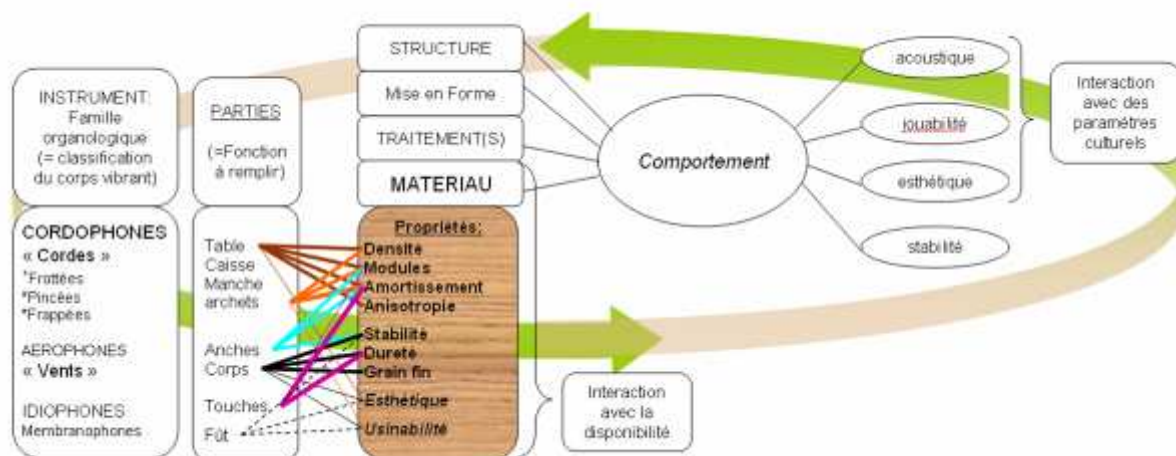 INSTRUMENT:
Famille
organologique
(= classification
du corps vibrant)
CORDOPHONES
« Cordes »
*Frottées
*Pincées
*Frappées
AEROPHONES
« Vents »
IDIOPHONES
Membranophones
PARTIES
(=Fonction
à remplir)
Table
Caisse
Manche
archets
Anches
Corps
Touches
Fût
STRUCTURE
Mise en Forme
TRAITEMENT(S)
MATERIAU
Propriétés:
Densité
Modules
Amortissement
Anisotropie
Stabilité
Dureté
Grain fin
Esthétique
Usinabilité
Comportement
acoustique
jouabilité
esthétique
stabilité
Interaction
avec des
paramètres
culturels
Interaction
avec la
disponibilité